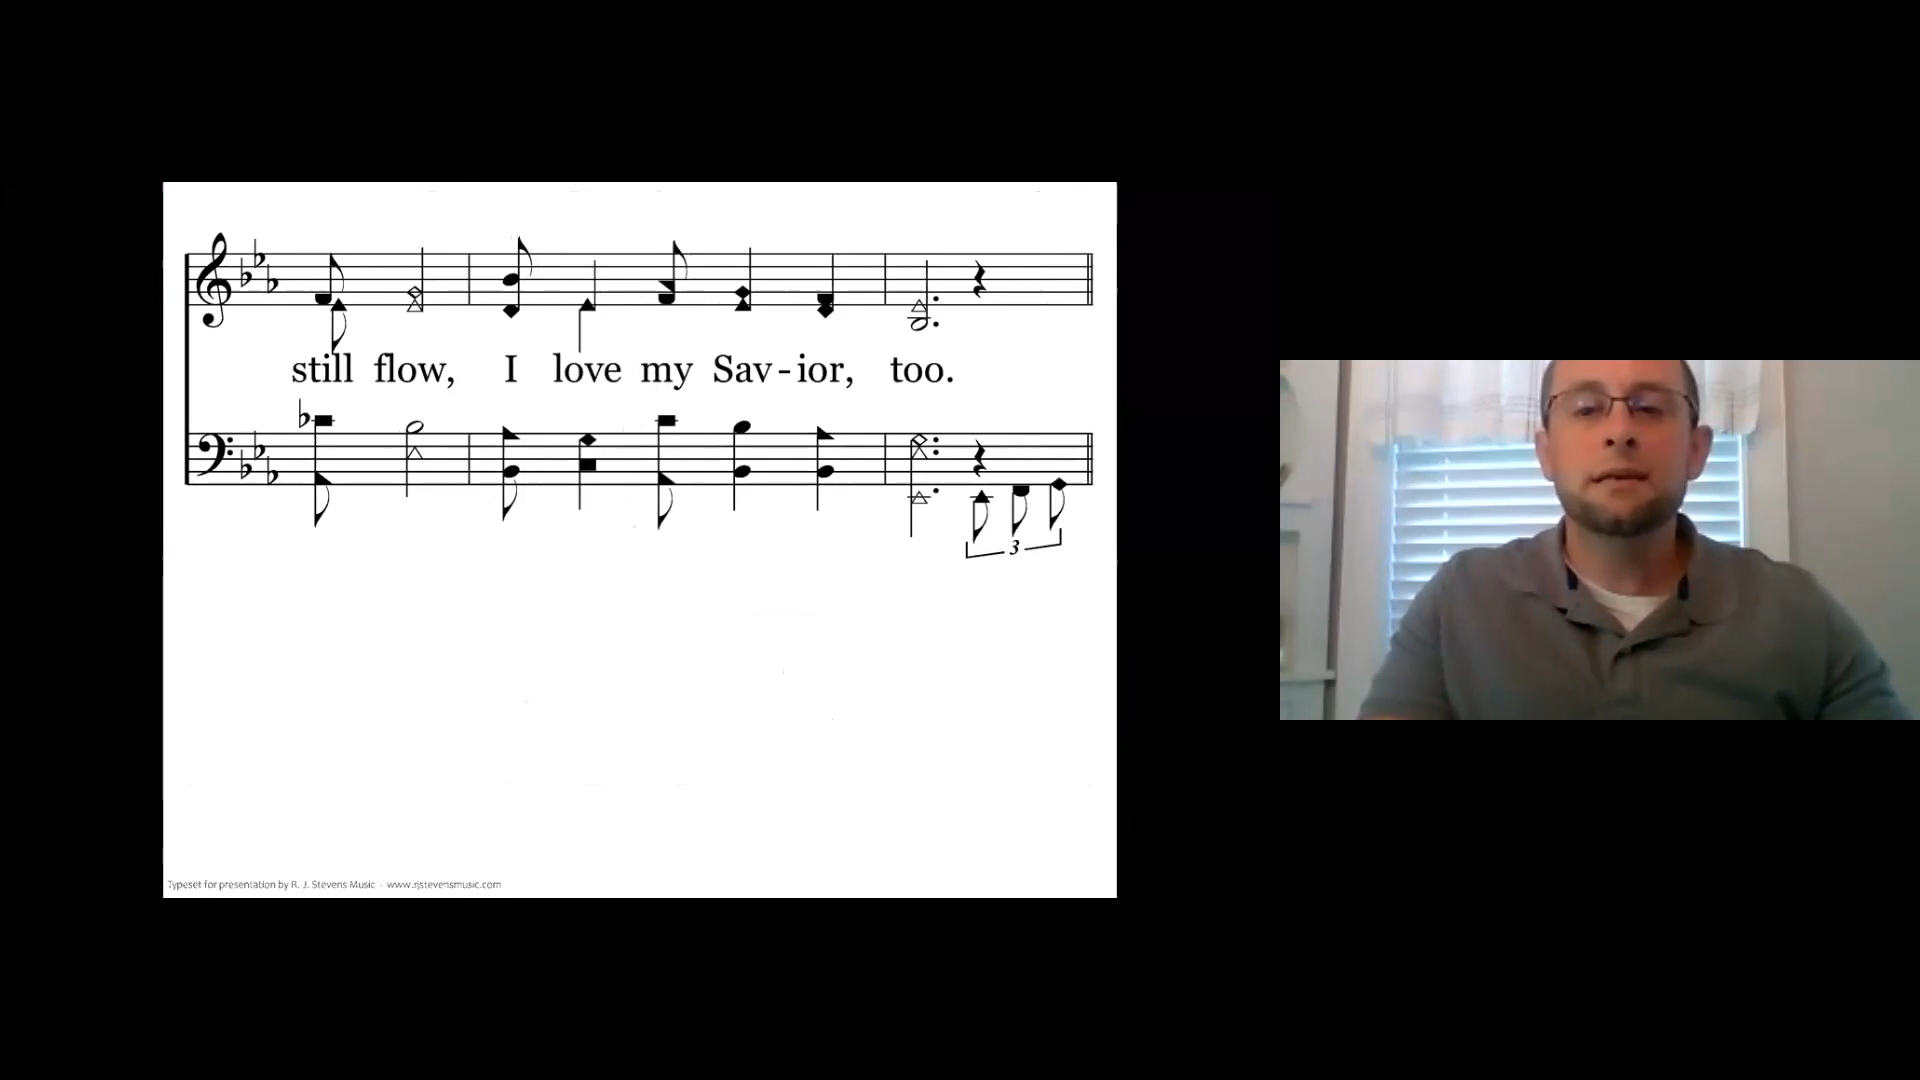 still flow, I love my Sav-ior, too.
3
Typeset for presentation by R. J. Stevens Music - www.rjstevensmusic.com